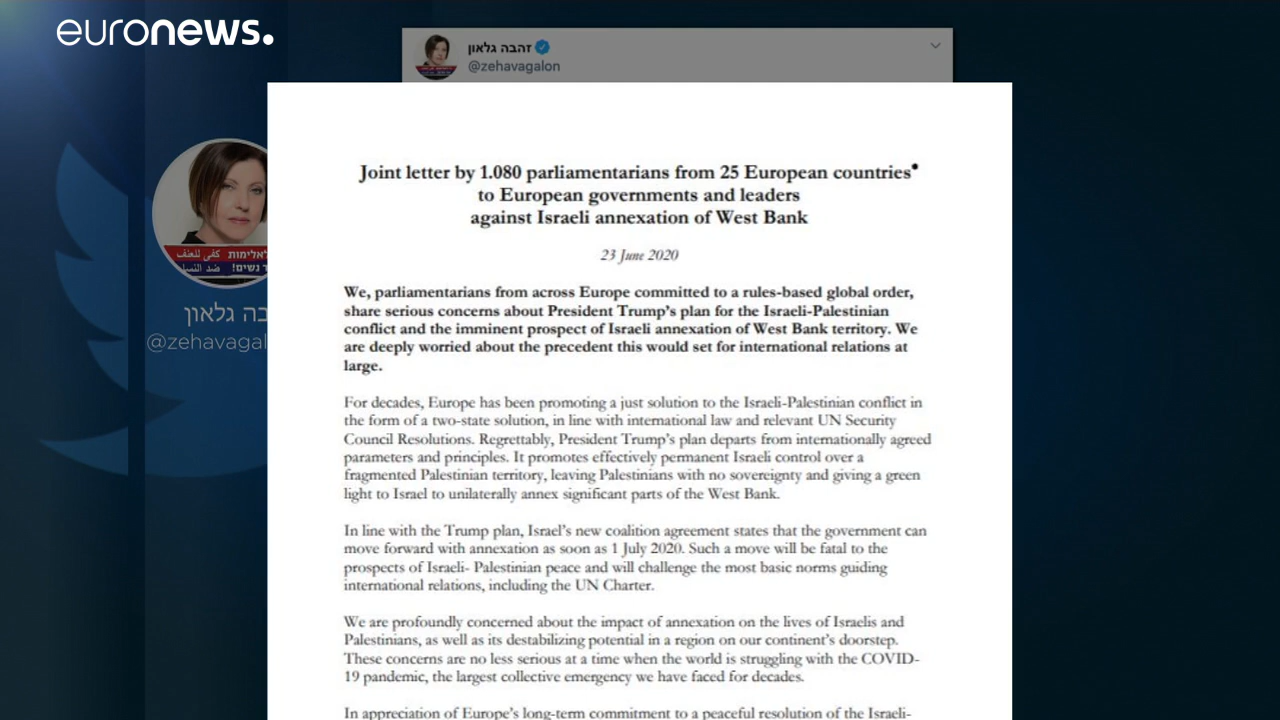 euronews.
זהבה גלאון
@zehavagalon
לאלימות كفى للعنف
ضد النسا
בה גלאון
@zehavagal
Joint letter by 1.080 parliamentarians from 25 European countries*
to European governments and leaders
against Israeli annexation of West Bank
23 June 2020
We, parliamentarians from across Europe committed to a rules-based global order,
share serious concerns about President Trump's plan for the Israeli-Palestinian
conflict and the imminent prospect of Israeli annexation of West Bank territory. We
are deeply worried about the precedent this would set for international relations at
large.
For decades, Europe has been promoting a just solution to the Israeli-Palestinian conflict in
the form of a two-state solution, in line with international law and relevant UN Security
Council Resolutions. Regrettably, President Trump's plan departs from internationally agreed
parameters and principles. It promotes effectively permanent Israeli control over a
fragmented Palestinian territory, leaving Palestinians with no sovereignty and giving a green
light to Israel to unilaterally annex significant parts of the West Bank.
In line with the Trump plan, Israel's new coalition agreement states that the government can
move forward with annexation as soon as 1 July 2020. Such a move will be fatal to the
prospects of Israeli- Palestinian peace and will challenge the most basic norms guiding
international relations, including the UN Charter.
We are profoundly concerned about the impact of annexation on the lives of Israelis and
Palestinians, as well as its destabilizing potential in a region on our continent's doorstep.
These concerns are no less serious at a time when the world is struggling with the COVID-
19 pandemic, the largest collective emergency we have faced for decades.
In appreciation of Europe's long-term commitment to a peaceful resolution of the Israeli-